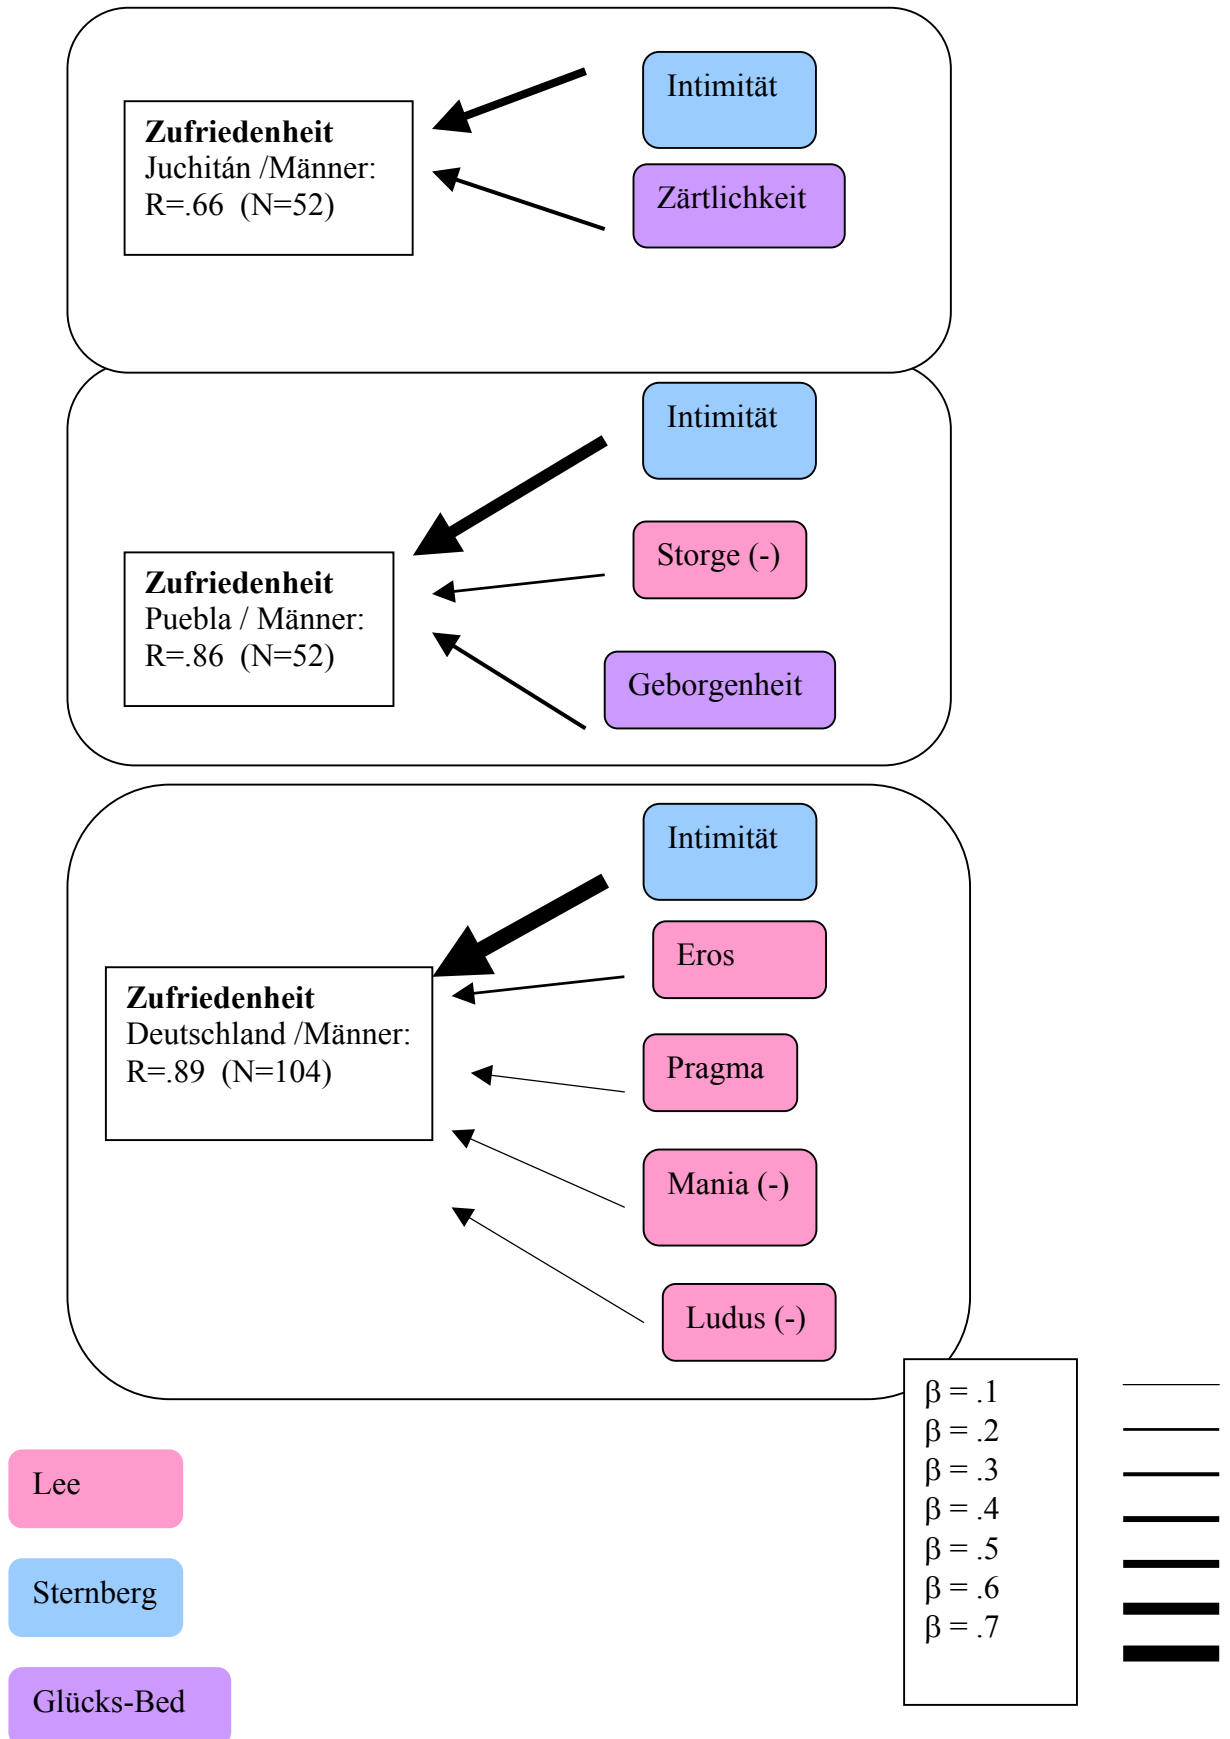 Intimität
Zufriedenheit
Juchitán /Männer:
R=.66 (N=52)
Zärtlichkeit
Intimität
Storge (-)
Zufriedenheit
Puebla / Männer:
R=.86 (N=52)
Geborgenheit
Intimität
Eros
Zufriedenheit
Deutschland /Männer:
R=.89 (N=104)
Pragma
Mania (-)
Ludus (-)
β = .1
β = .2
β = .3
β = .4
β = .5
β = .6
β = .7
Lee
Sternberg
Glücks-Bed